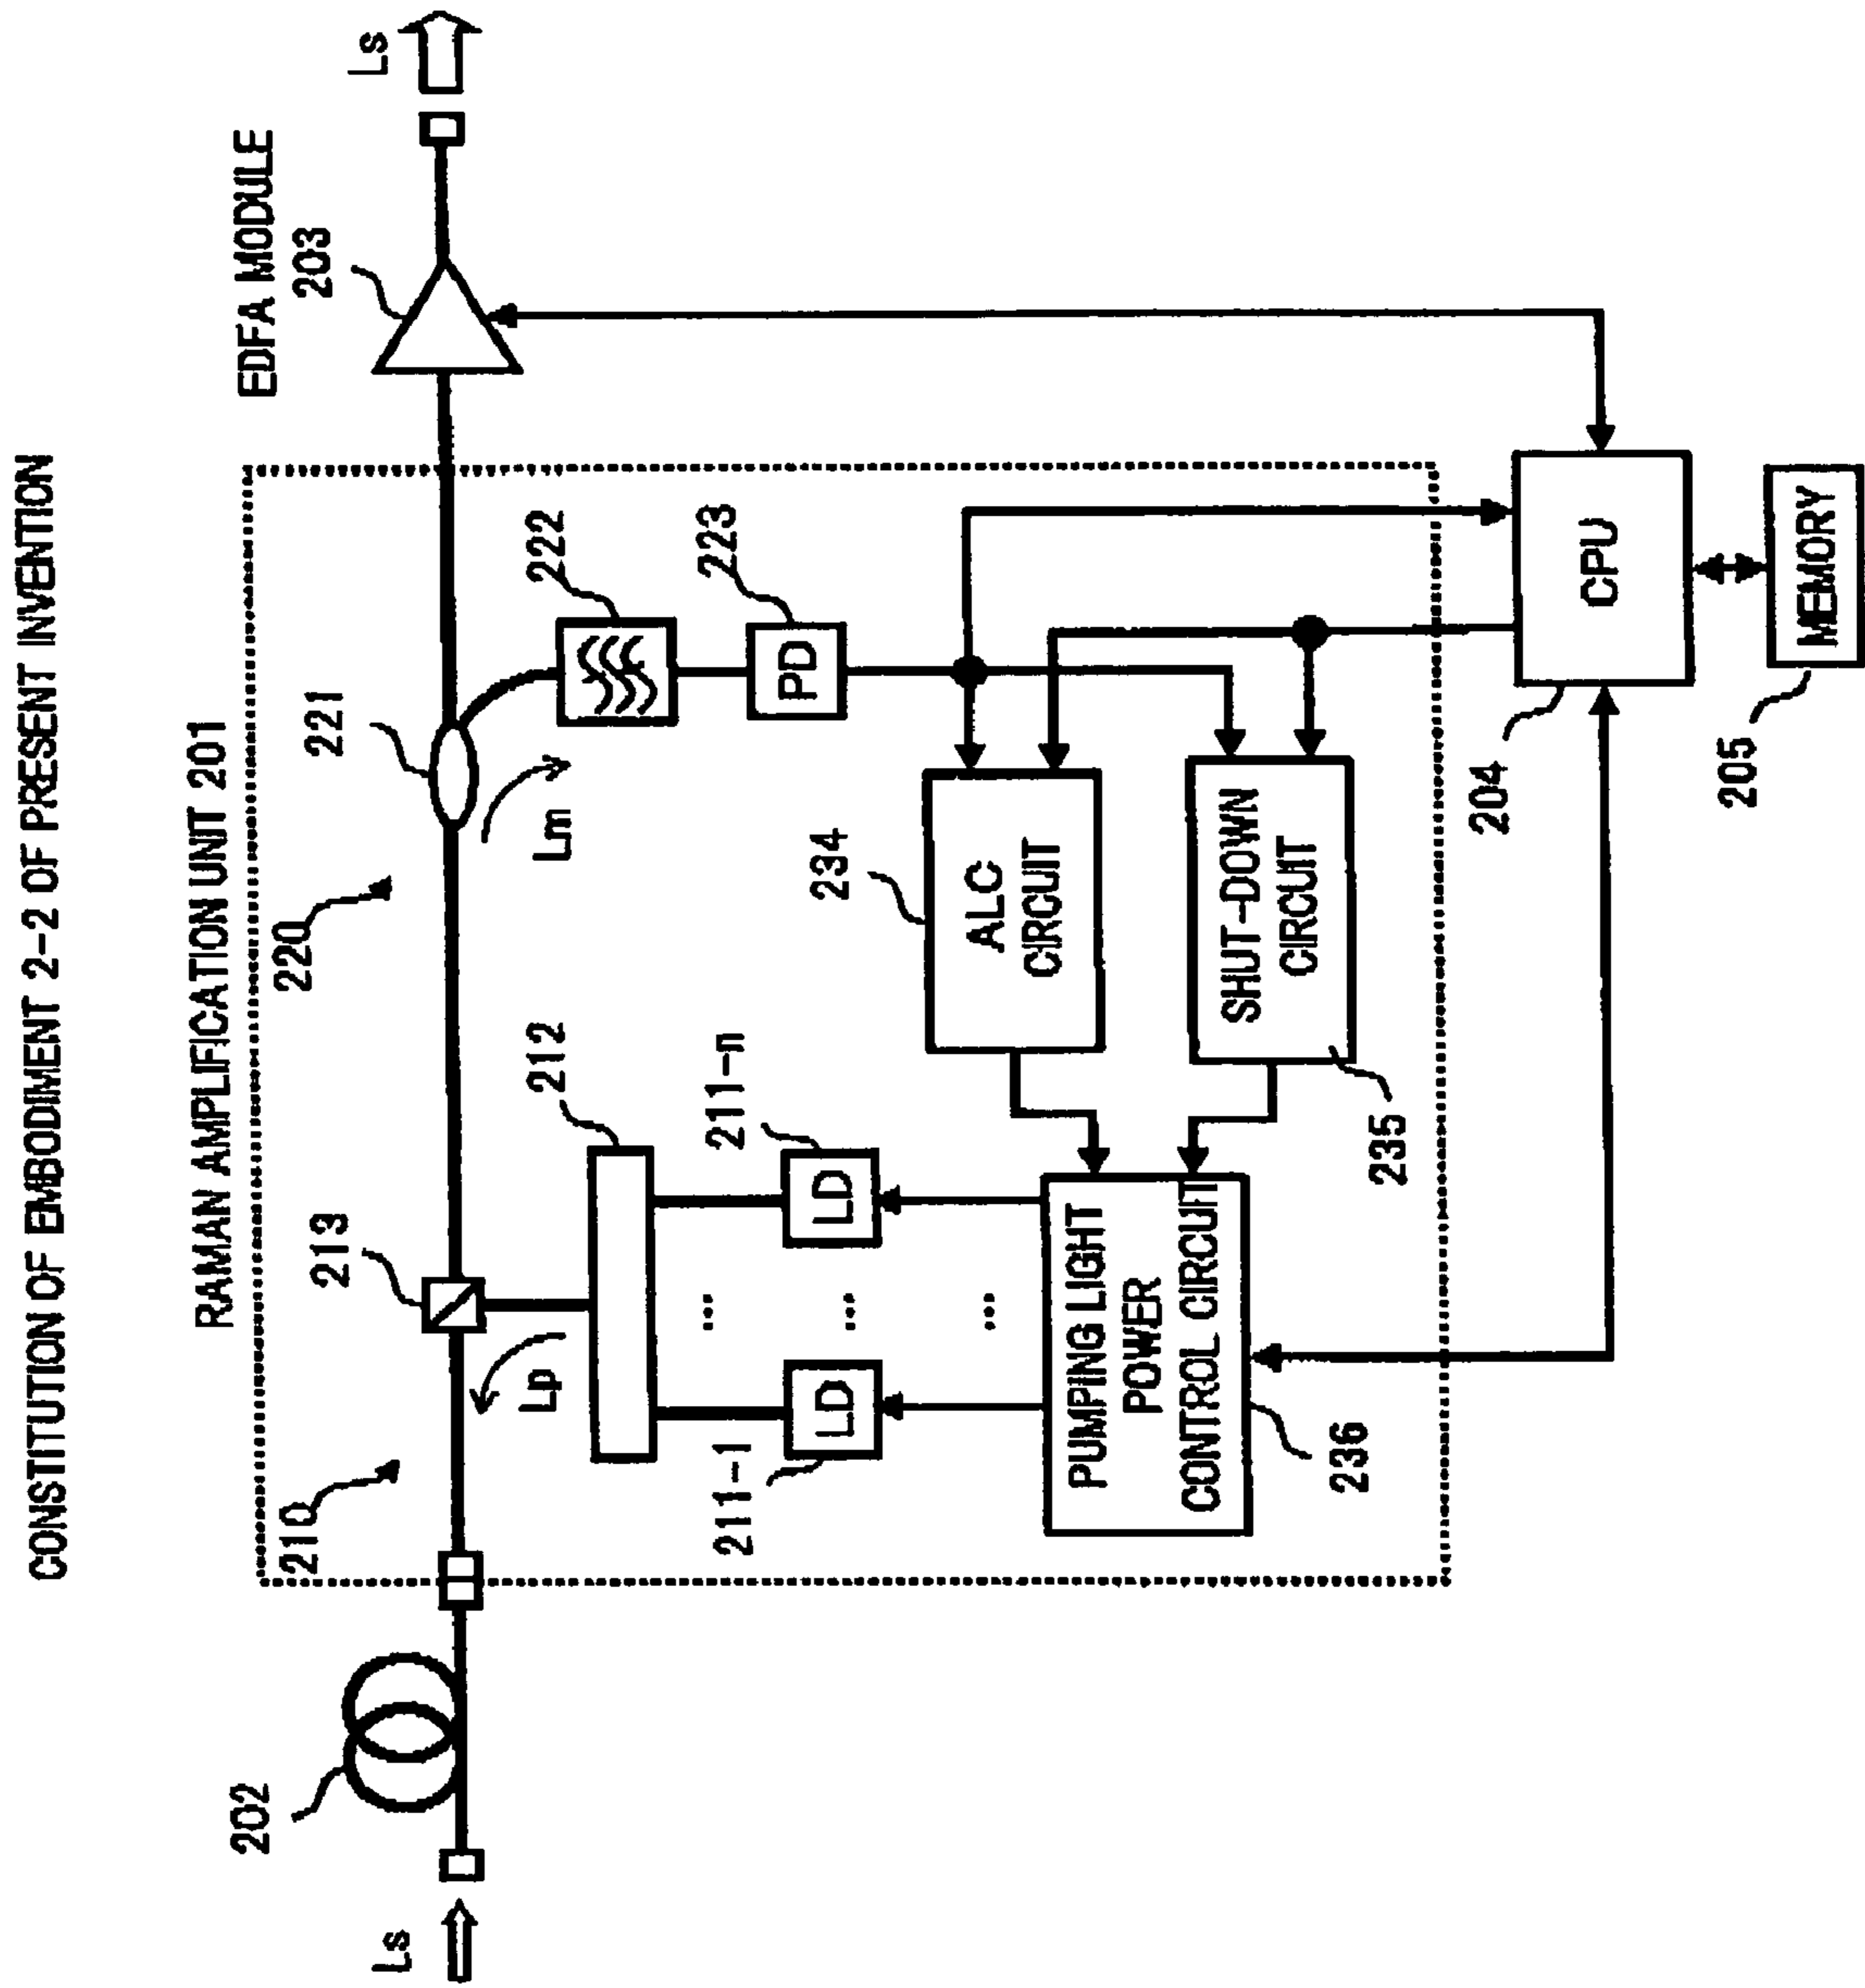 CONSTITUTION OF EMBODIMENT 2-2 OF PRESENT INVENTION
RAMAN AMPLIFICATION UNIT 201
EDFA MODULE
203
Ls
Ls
202
210
213
220
221
Lp
Lm
212
222
223
PD
211-1
LD
211-n
LD
...
...
...
234
ALC
CIRCUIT
SHUT-DOWN
CIRCUIT
235
PUMPING LIGHT
POWER
CONTROL CIRCUIT
236
CPU
204
MEMORY
205